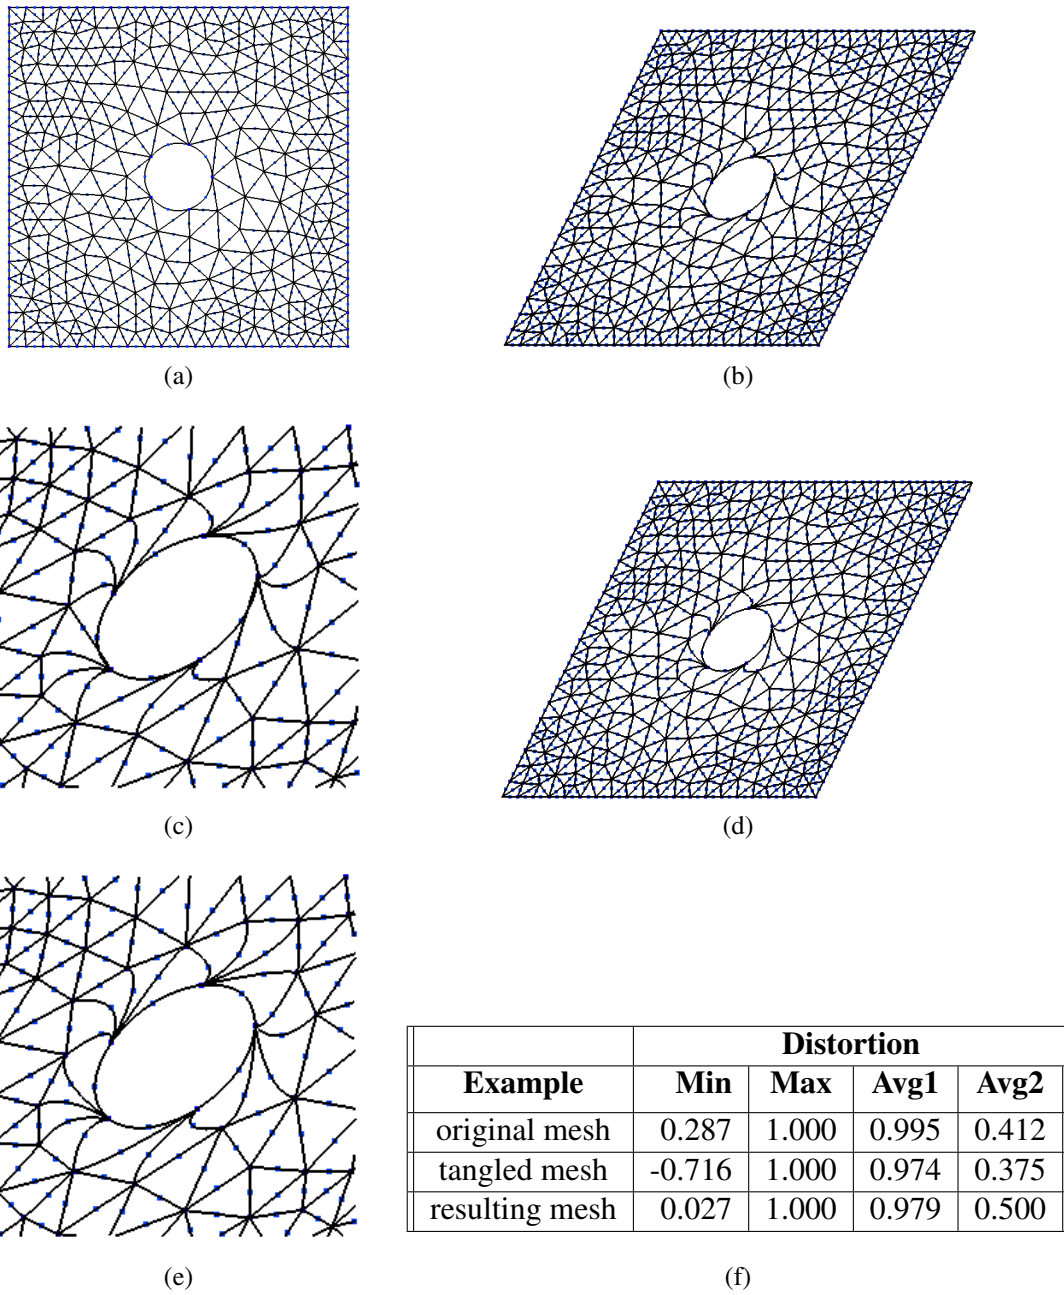 (a)
(b)
(c)
(d)
Distortion
Example Min Max Avg1 Avg2
original mesh 0.287 1.000 0.995 0.412
tangled mesh -0.716 1.000 0.974 0.375
resulting mesh 0.027 1.000 0.979 0.500
(e)
(f)